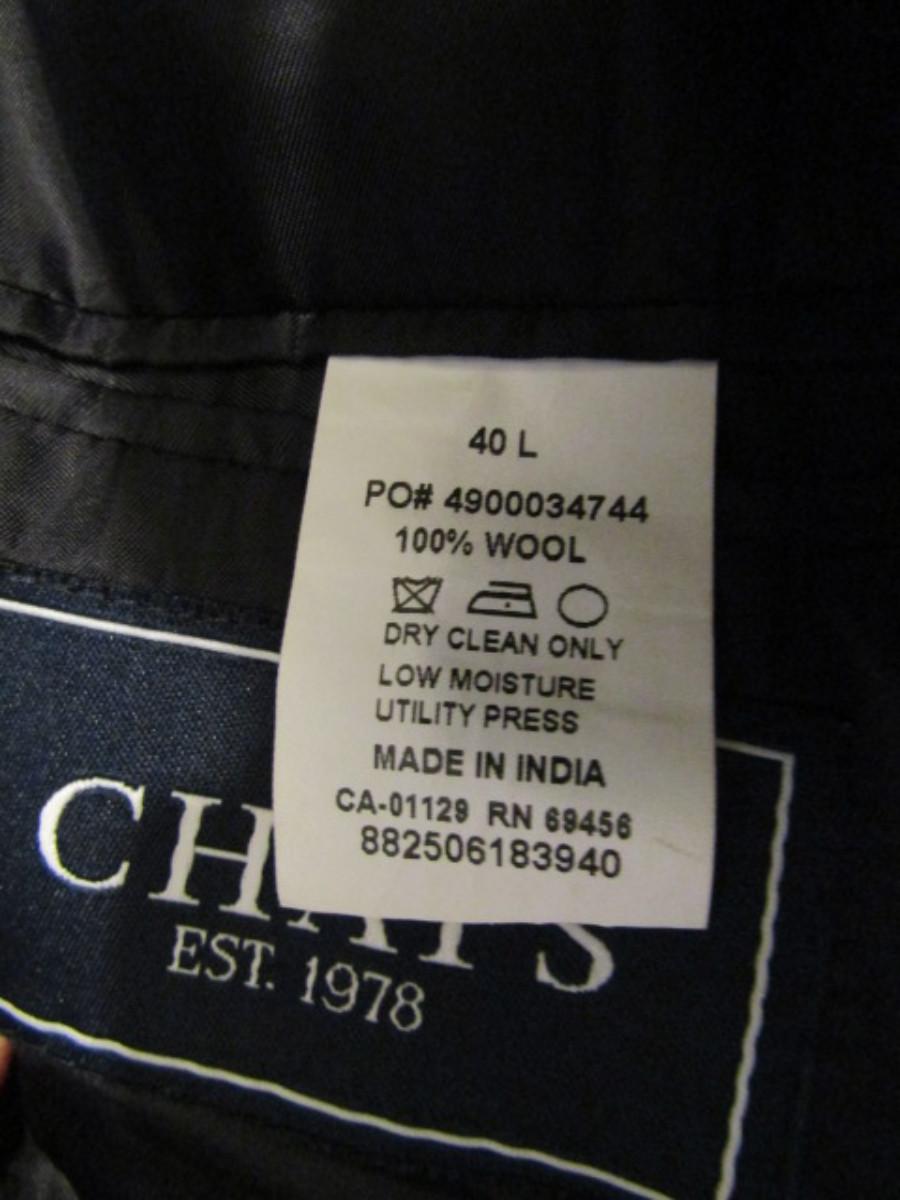 40 L
PO# 4900034744
100% WOOL
DRY CLEAN ONLY
LOW MOISTURE
UTILITY PRESS
MADE IN INDIA
CA-01129 RN 69456
882506183940
CHAPS
EST. 1978